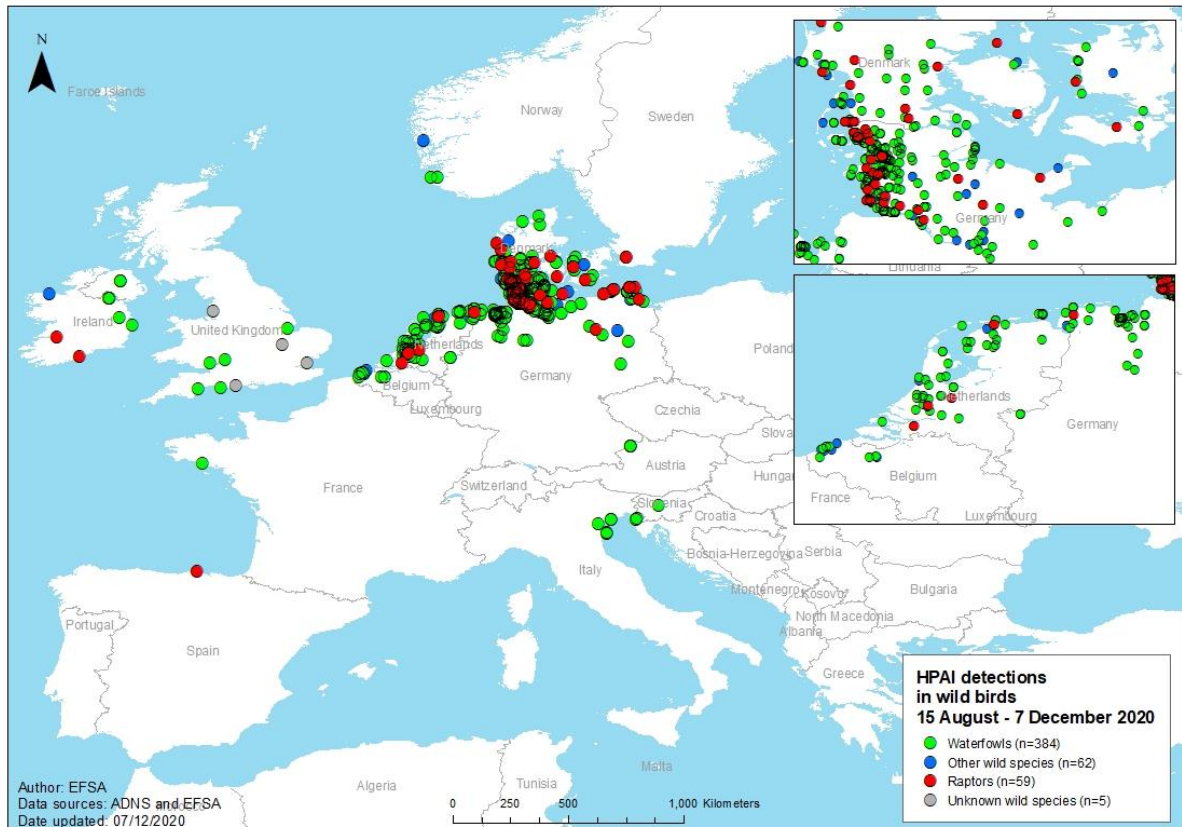 N
Faroe Islands
Norway
Sweden
Denmark
Germany
Lithuania
Denmark
Ireland
United Kingdom
Netherlands
Belgium
Luxembourg
Germany
Poland
Czechia
Slova
Austria
Hungar
France
Switzerland
Slovenia
Croatia
Bosnia-Herzegovina
Serbia
Italy
Montenegro
Kosovo
Bulgaria
North Macedonia
Albania
Greece
Portugal
Spain
Malta
Algeria
Tunisia
Morocco
Netherlands
Germany
Belgium
France
Luxembourg
HPAI detections
in wild birds
15 August - 7 December 2020
Waterfowls (n=384)
Other wild species (n=62)
Raptors (n=59)
Unknown wild species (n=5)
Author: EFSA
Data sources: ADNS and EFSA
Date updated: 07/12/2020
0 250 500 1,000 Kilometers